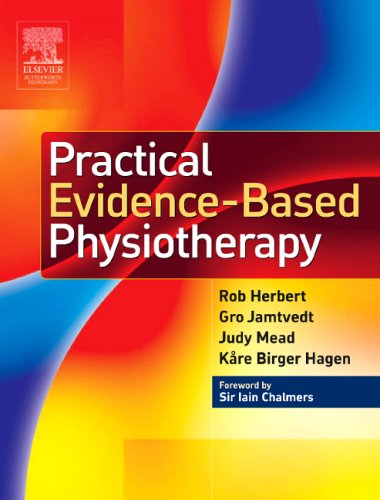 ELSEVIER
BUTTERWORTH
HEINEMANN
Practical
Evidence-Based
Physiotherapy
Rob Herbert
Gro Jamtvedt
Judy Mead
Kåre Birger Hagen
Foreword by
Sir Iain Chalmers